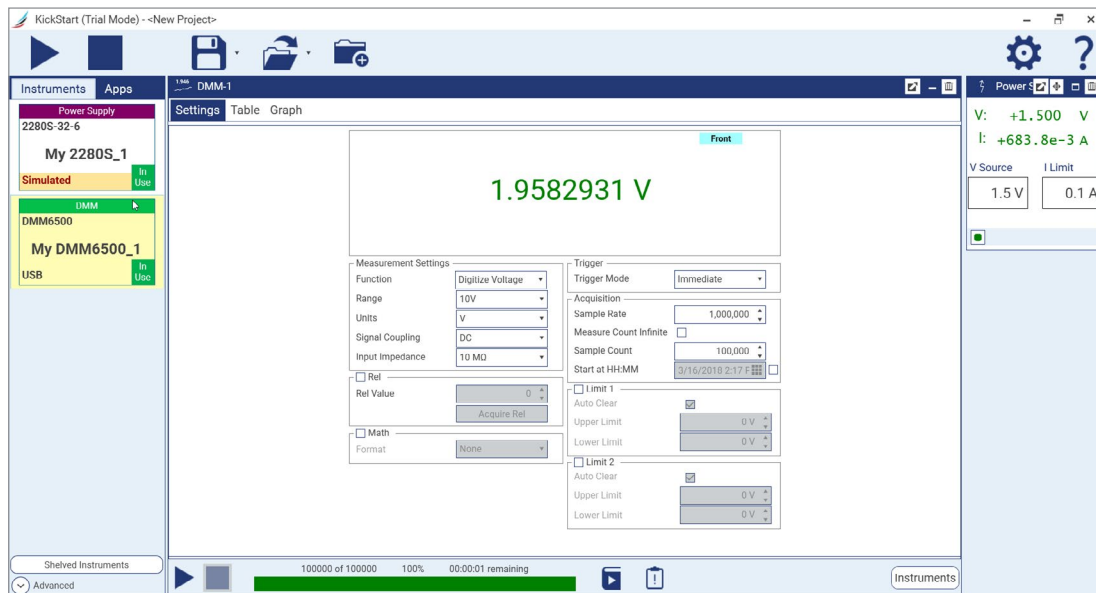 KickStart (Trial Mode) - <New Project>
Instruments Apps
Power Supply
2280S-32-6
My 2280S_1
Simulated
In Use
DMM
DMM6500
My DMM6500_1
USB
In Use
Shelved Instruments
Advanced
1.946 DMM-1
Settings Table Graph
Front
1.9582931 V
Measurement Settings
Function Digitize Voltage
Range 10V
Units V
Signal Coupling DC
Input Impedance 10 MΩ
Rel
Rel Value 0
Acquire Rel
Math
Format None
Trigger
Trigger Mode Immediate
Acquisition
Sample Rate 1,000,000
Measure Count Infinite
Sample Count 100,000
Start at HH:MM 3/16/2018 2:17 F
Limit 1
Auto Clear
Upper Limit 0 V
Lower Limit 0 V
Limit 2
Auto Clear
Upper Limit 0 V
Lower Limit 0 V
100000 of 100000 100% 00:00:01 remaining
Instruments
Power S
V: +1.500 V
I: +683.8e-3 A
V Source I Limit
1.5 V 0.1 A